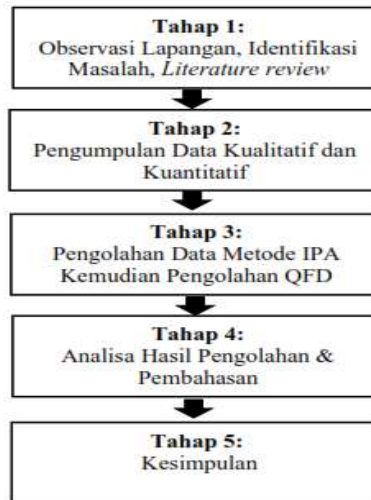 Tahap 1:
Observasi Lapangan, Identifikasi
Masalah, Literature review
Tahap 2:
Pengumpulan Data Kualitatif dan
Kuantitatif
Tahap 3:
Pengolahan Data Metode IPA
Kemudian Pengolahan QFD
Tahap 4:
Analisa Hasil Pengolahan &
Pembahasan
Tahap 5:
Kesimpulan